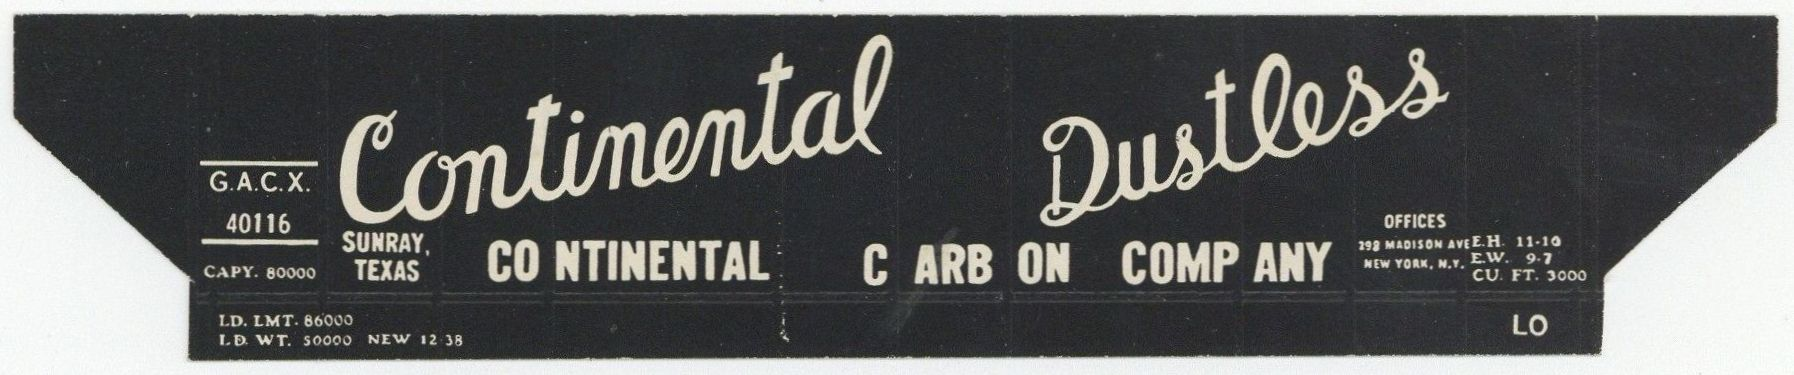 Continental Dustless
G.A.C.X.
40116
CAPY. 80000
SUNRAY,
TEXAS
CO NTINENTAL C ARB ON COMP ANY
OFFICES
298 MADISON AVE
NEW YORK, N.Y.
E.H. 11-10
E.W. 9-7
CU. FT. 3000
LD. LMT. 86000
LD. WT. 50000 NEW 12-38
LO